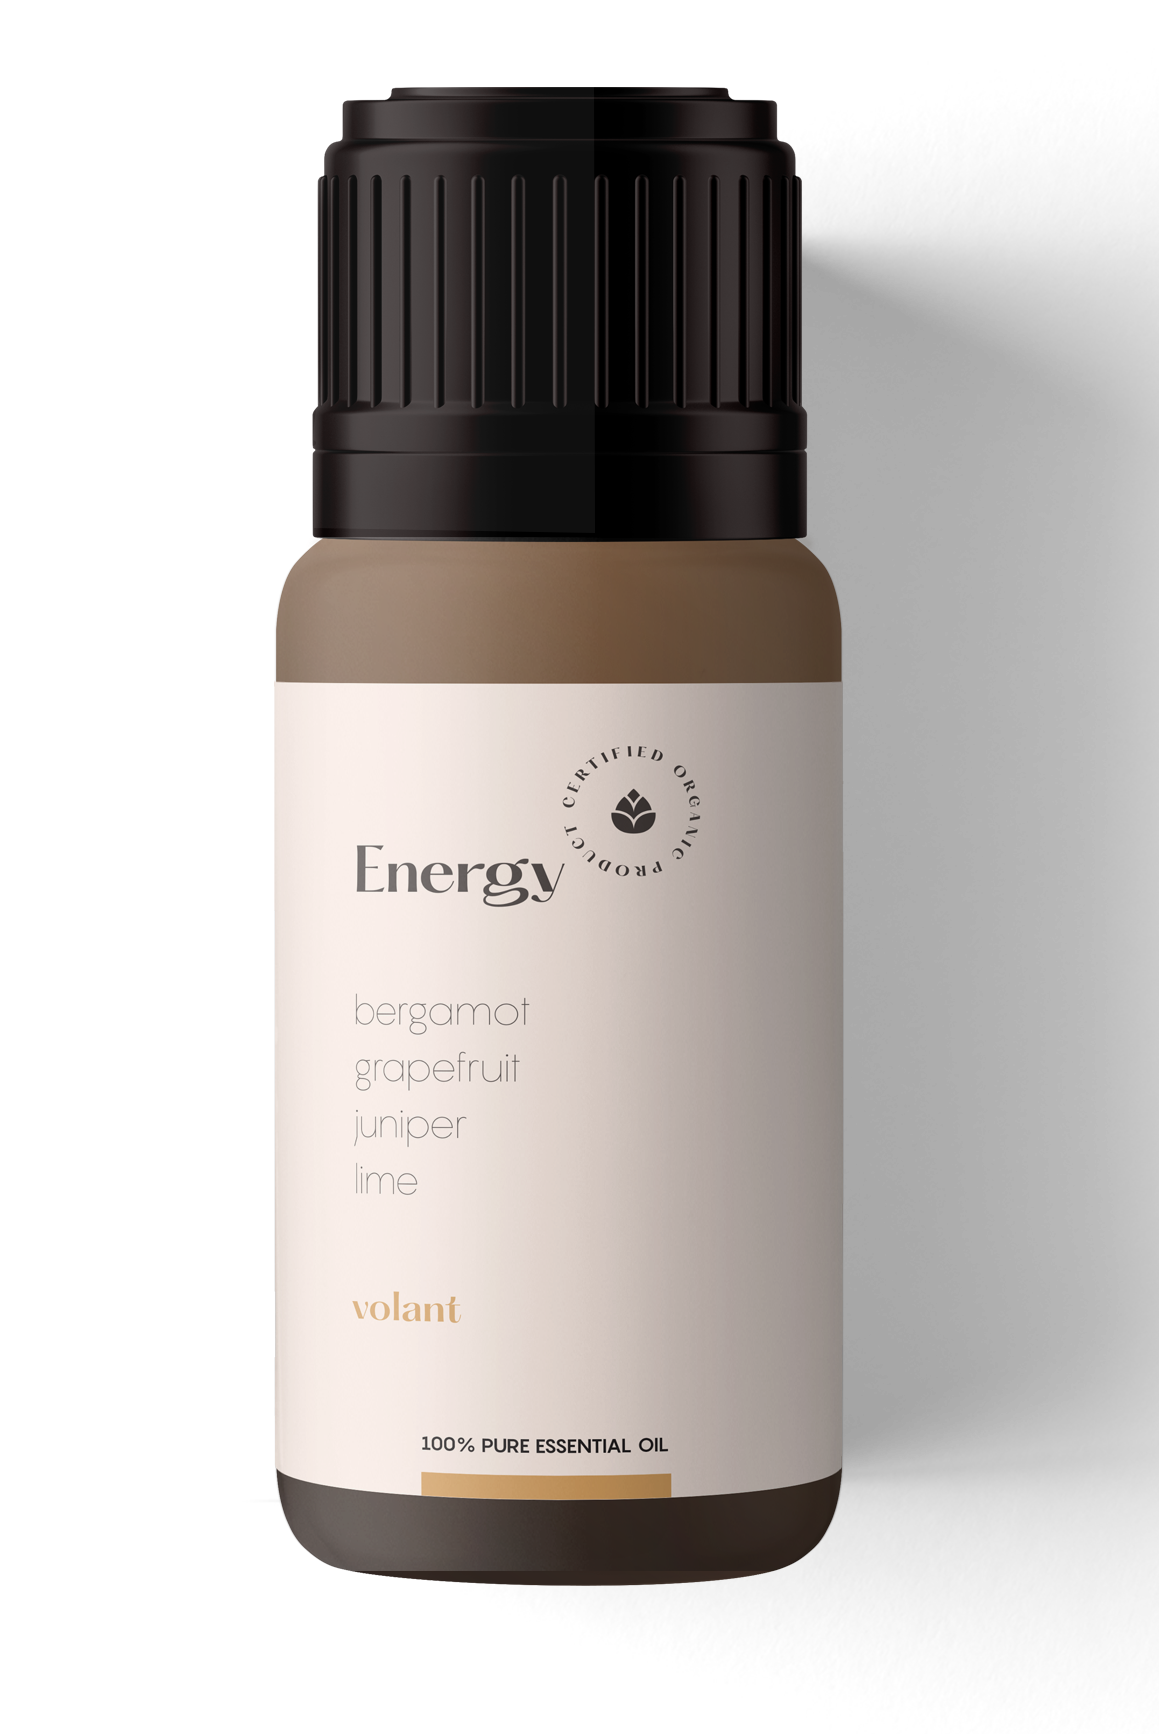 CERTIFIED ORGANIC PRODUCT
Energy
bergamot
grapefruit
juniper
lime
volant
100% PURE ESSENTIAL OIL